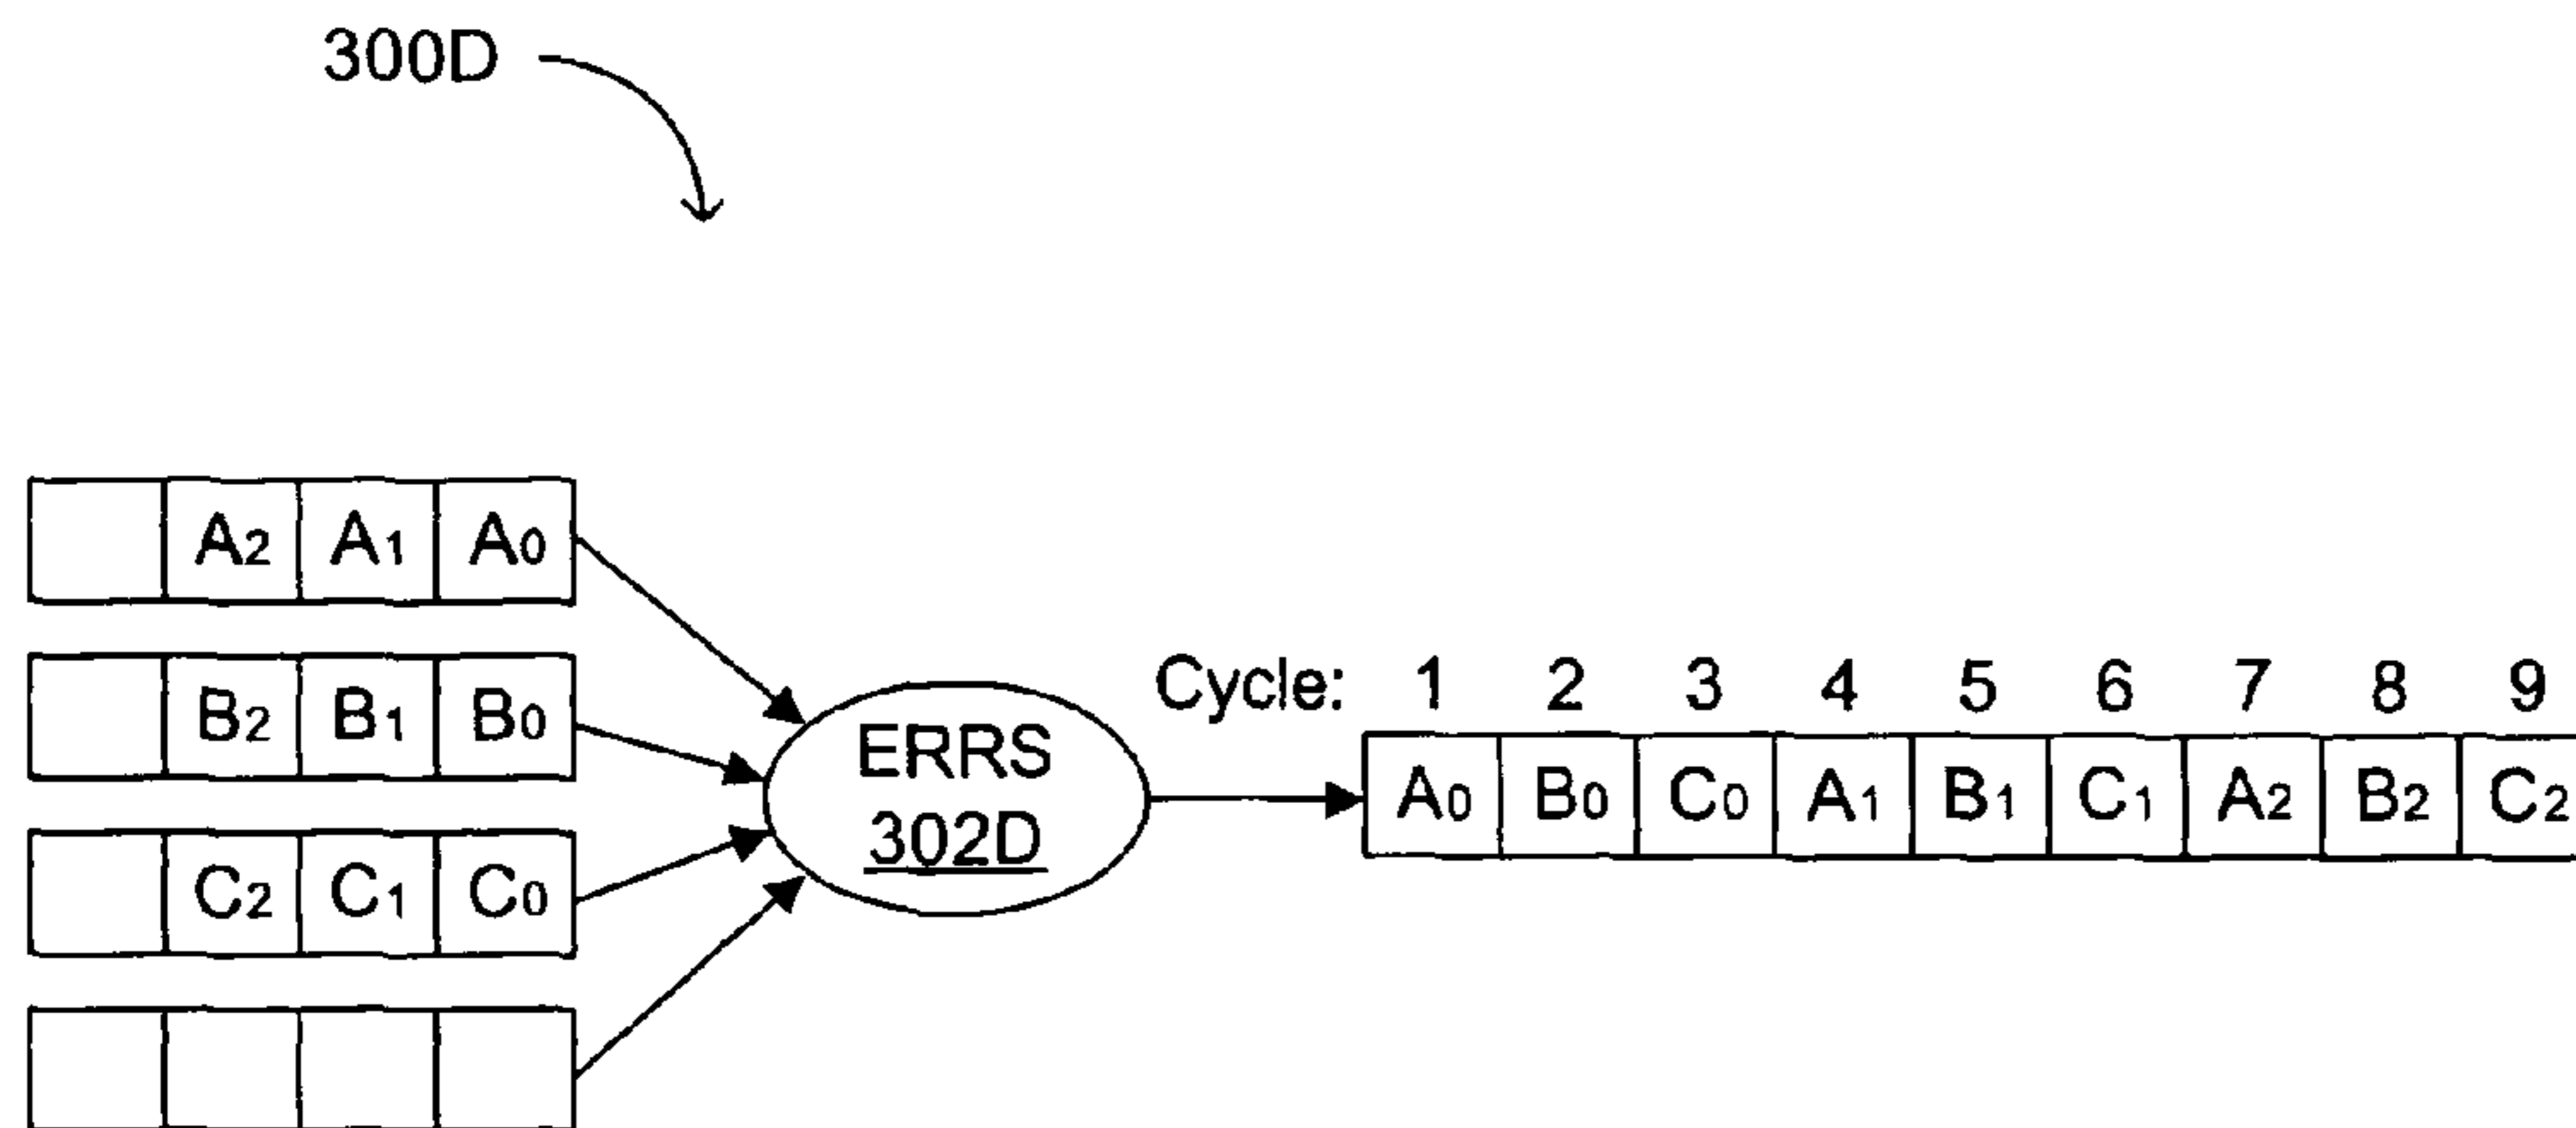 300D
A2 A1 A0
B2 B1 B0
C2 C1 C0
ERRS
302D
Cycle: 1 2 3 4 5 6 7 8 9
A0 B0 C0 A1 B1 C1 A2 B2 C2